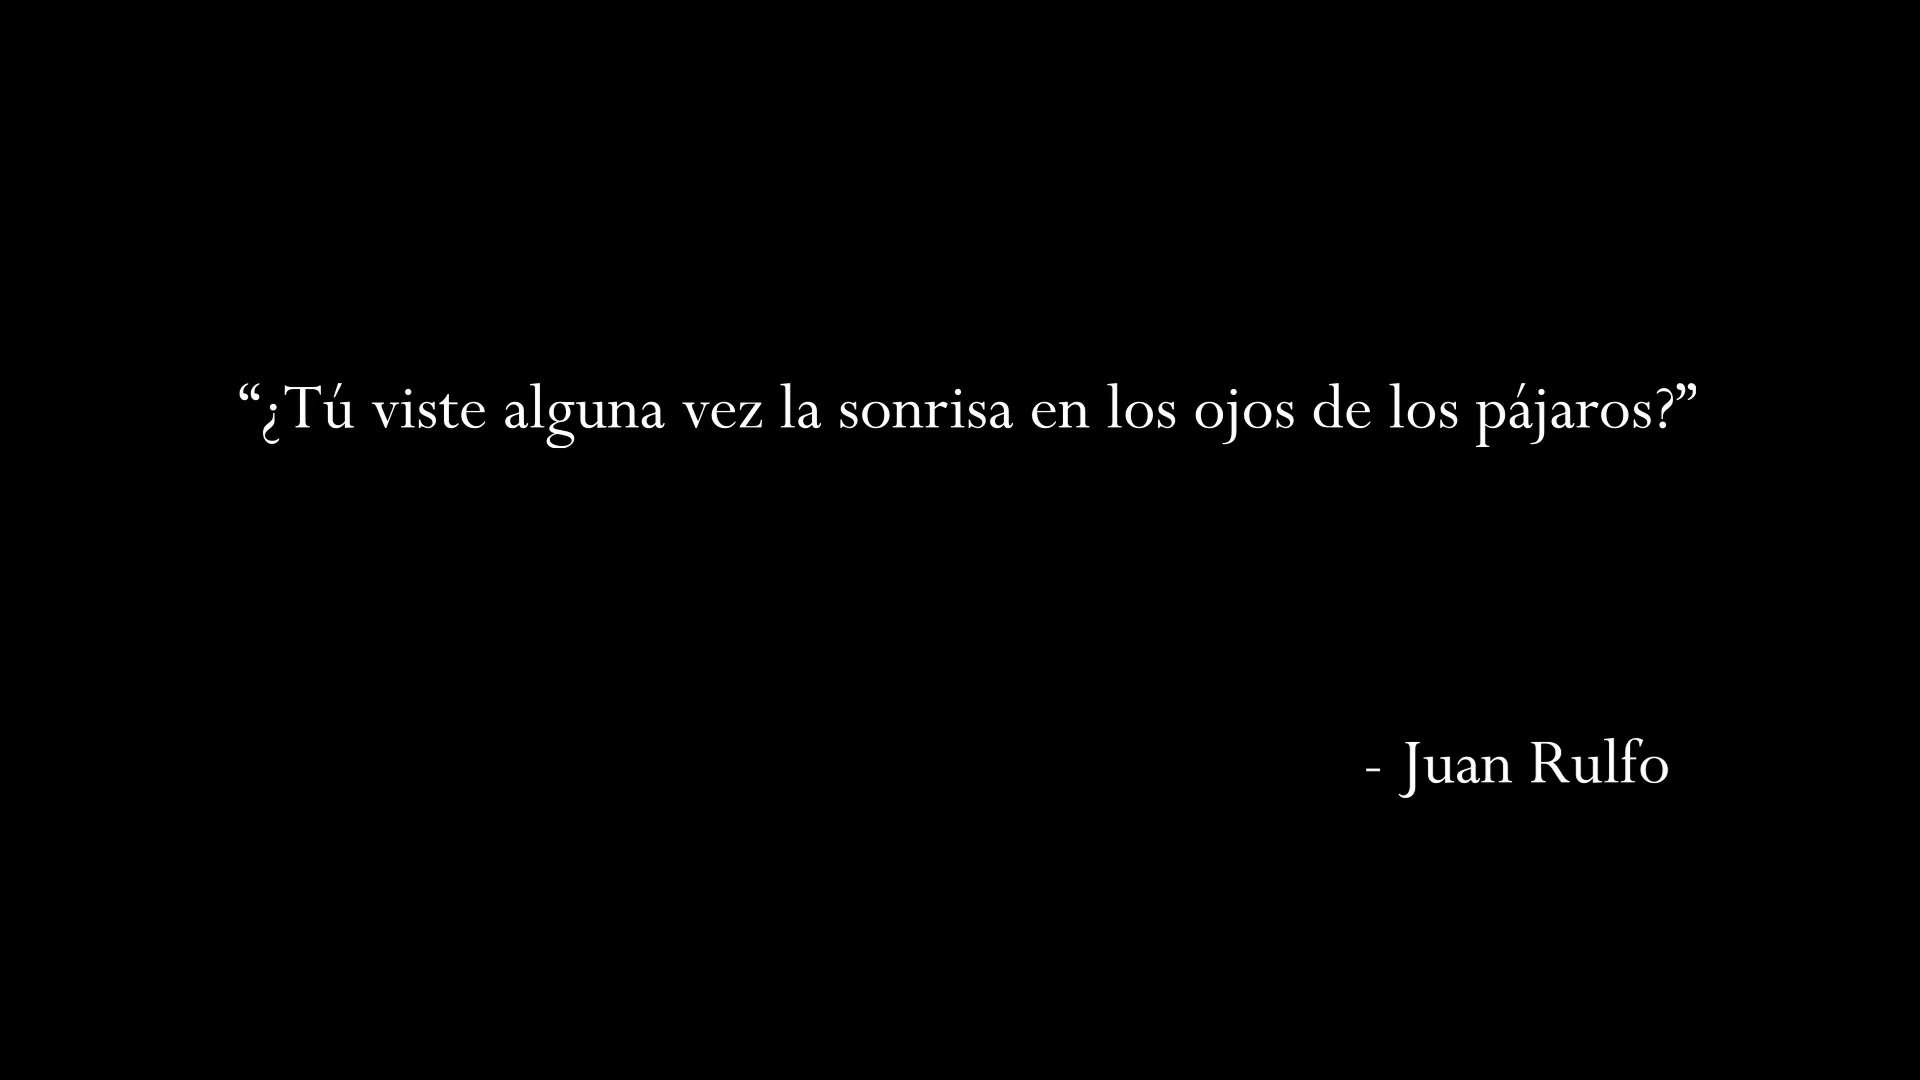 “¿Tú viste alguna vez la sonrisa en los ojos de los pájaros?”
- Juan Rulfo